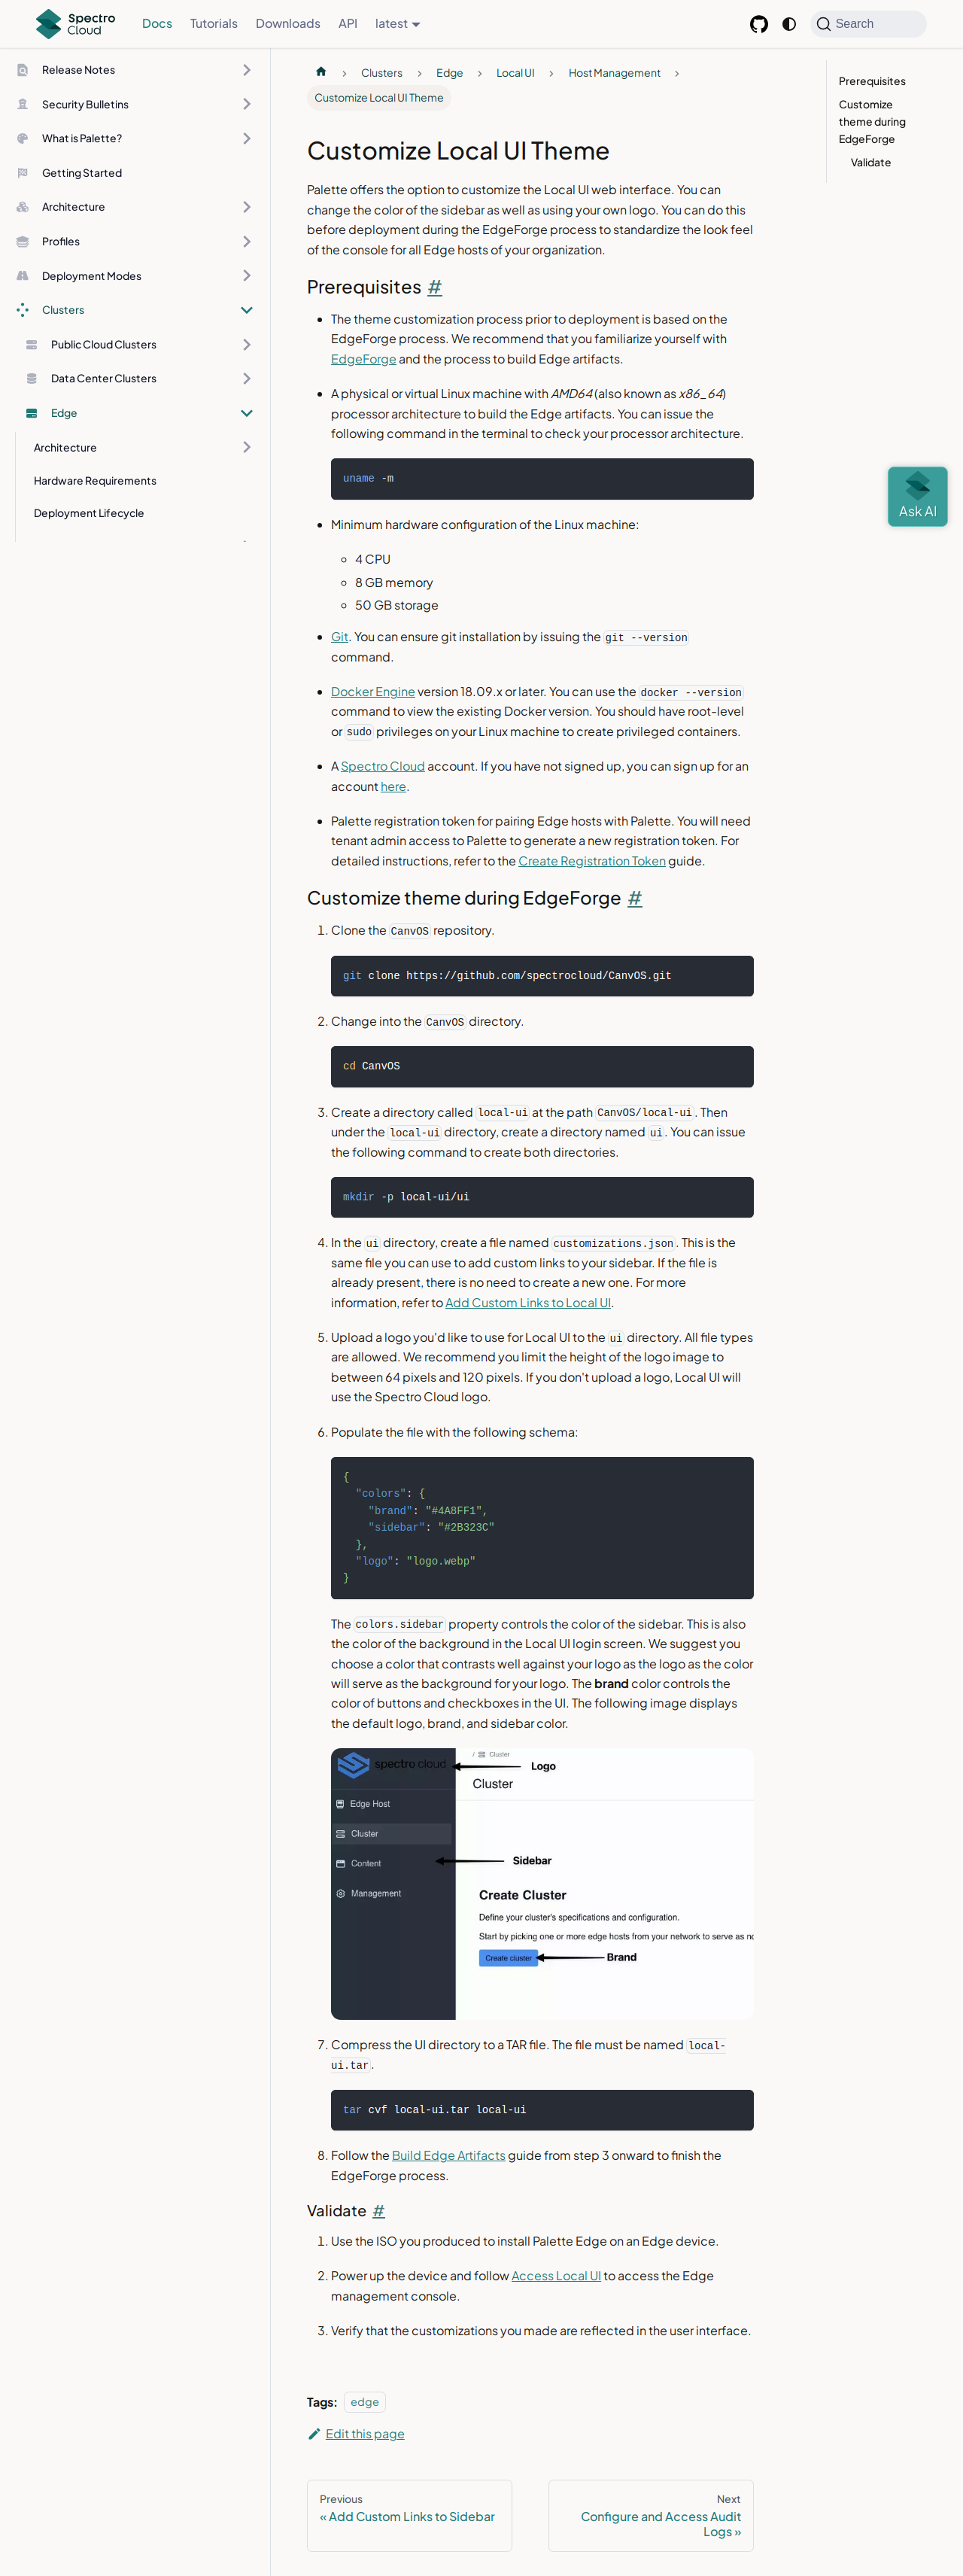 Spectro
Cloud
Docs
Tutorials
Downloads
API
latest
Search
Release Notes
Security Bulletins
What is Palette?
Getting Started
Architecture
Profiles
Deployment Modes
Clusters
Public Cloud Clusters
Data Center Clusters
Edge
Architecture
Hardware Requirements
Deployment Lifecycle
Clusters
Edge
Local UI
Host Management
Customize Local UI Theme
Customize Local UI Theme
Palette offers the option to customize the Local UI web interface. You can
change the color of the sidebar as well as using your own logo. You can do this
before deployment during the EdgeForge process to standardize the look feel
of the console for all Edge hosts of your organization.
Prerequisites #
• The theme customization process prior to deployment is based on the
EdgeForge process. We recommend that you familiarize yourself with
EdgeForge and the process to build Edge artifacts.
• A physical or virtual Linux machine with AMD64 (also known as x86_64)
processor architecture to build the Edge artifacts. You can issue the
following command in the terminal to check your processor architecture.
uname -m
• Minimum hardware configuration of the Linux machine:
◦ 4 CPU
◦ 8 GB memory
◦ 50 GB storage
• Git. You can ensure git installation by issuing the git --version
command.
• Docker Engine version 18.09.x or later. You can use the docker --version
command to view the existing Docker version. You should have root-level
or sudo privileges on your Linux machine to create privileged containers.
• A Spectro Cloud account. If you have not signed up, you can sign up for an
account here.
• Palette registration token for pairing Edge hosts with Palette. You will need
tenant admin access to Palette to generate a new registration token. For
detailed instructions, refer to the Create Registration Token guide.
Customize theme during EdgeForge #
1. Clone the CanvOS repository.
git clone https://github.com/spectrocloud/CanvOS.git
2. Change into the CanvOS directory.
cd CanvOS
3. Create a directory called local-ui at the path CanvOS/local-ui. Then
under the local-ui directory, create a directory named ui. You can issue
the following command to create both directories.
mkdir -p local-ui/ui
4. In the ui directory, create a file named customizations.json. This is the
same file you can use to add custom links to your sidebar. If the file is
already present, there is no need to create a new one. For more
information, refer to Add Custom Links to Local UI.
5. Upload a logo you'd like to use for Local UI to the ui directory. All file types
are allowed. We recommend you limit the height of the logo image to
between 64 pixels and 120 pixels. If you don't upload a logo, Local UI will
use the Spectro Cloud logo.
6. Populate the file with the following schema:
{
"colors": {
"brand": "#4A8FF1",
"sidebar": "#2B323C"
},
"logo": "logo.webp"
}
The colors.sidebar property controls the color of the sidebar. This is also
the color of the background in the Local UI login screen. We suggest you
choose a color that contrasts well against your logo as the logo as the color
will serve as the background for your logo. The brand color controls the
color of buttons and checkboxes in the UI. The following image displays
the default logo, brand, and sidebar color.
spectro cloud
/ Cluster
Logo
Cluster
Edge Host
Cluster
Content
Sidebar
Management
Create Cluster
Define your cluster's specifications and configuration.
Start by picking one or more edge hosts from your network to serve as no
Create cluster
Brand
7. Compress the UI directory to a TAR file. The file must be named local-
ui.tar.
tar cvf local-ui.tar local-ui
8. Follow the Build Edge Artifacts guide from step 3 onward to finish the
EdgeForge process.
Validate #
1. Use the ISO you produced to install Palette Edge on an Edge device.
2. Power up the device and follow Access Local UI to access the Edge
management console.
3. Verify that the customizations you made are reflected in the user interface.
Tags: edge
Edit this page
Previous
« Add Custom Links to Sidebar
Next
Configure and Access Audit
Logs »
Prerequisites
Customize
theme during
EdgeForge
Validate
Ask AI